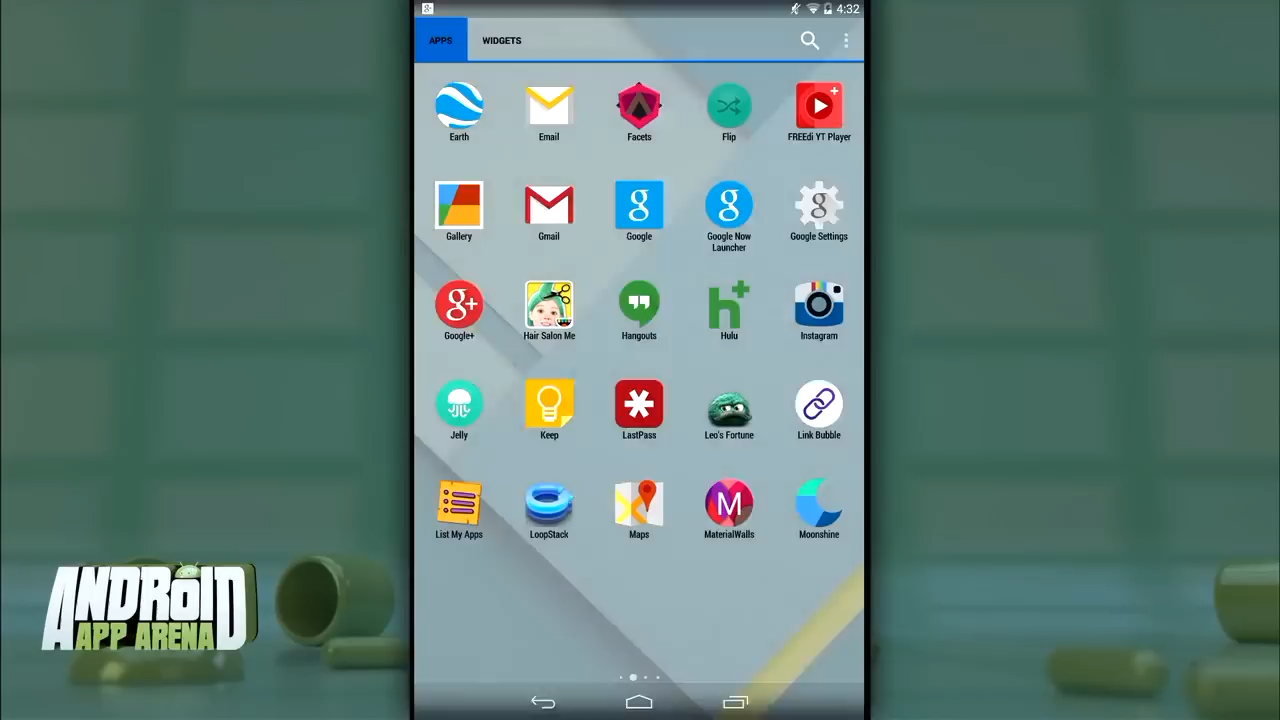 4:32
APPS WIDGETS
Earth Email Facets Flip FREEdi YT Player
Gallery Gmail Google Google Now Launcher Google Settings
Google+ Hair Salon Me Hangouts Hulu Instagram
Jelly Keep LastPass Leo's Fortune Link Bubble
List My Apps LoopStack Maps MaterialWalls Moonshine
ANDROID
APP ARENA